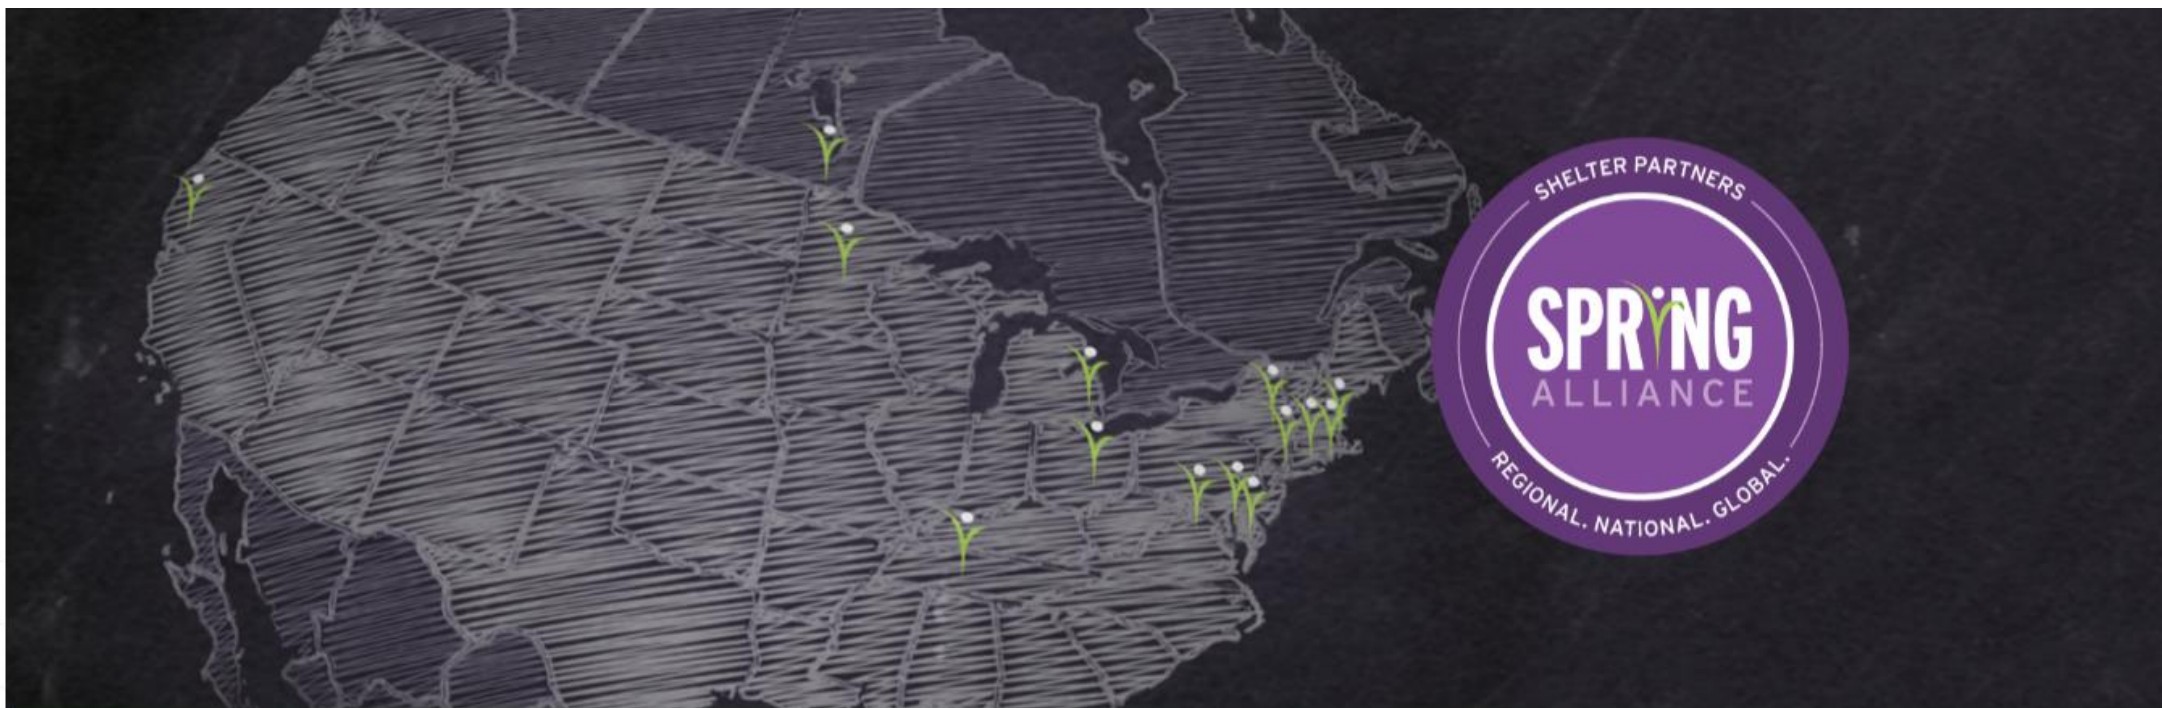 SHELTER PARTNERS
SPRING
ALLIANCE
REGIONAL. NATIONAL. GLOBAL.